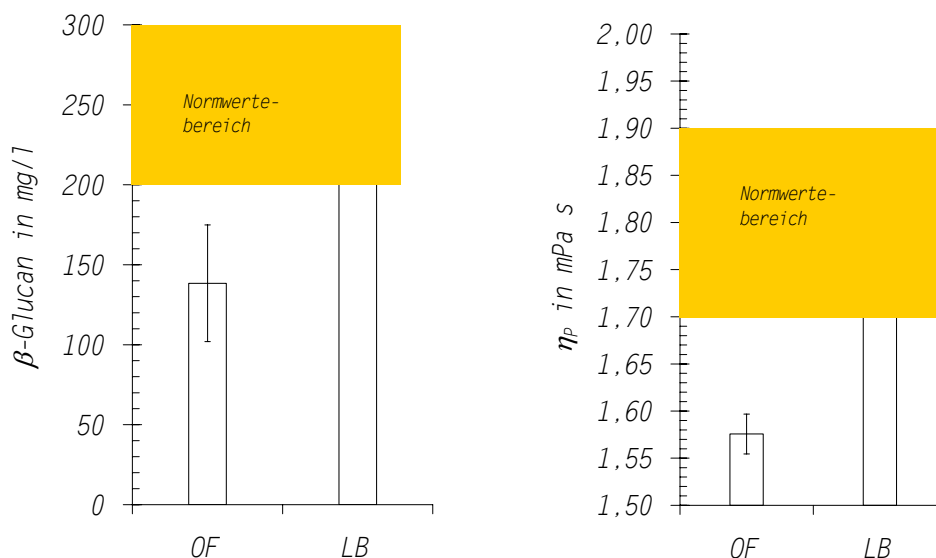 β-Glucan in mg/l
300
250
200
150
100
50
0
Normwerte-
bereich
OF
LB
η_P in mPa s
2,00
1,95
1,90
1,85
1,80
1,75
1,70
1,65
1,60
1,55
1,50
Normwerte-
bereich
OF
LB